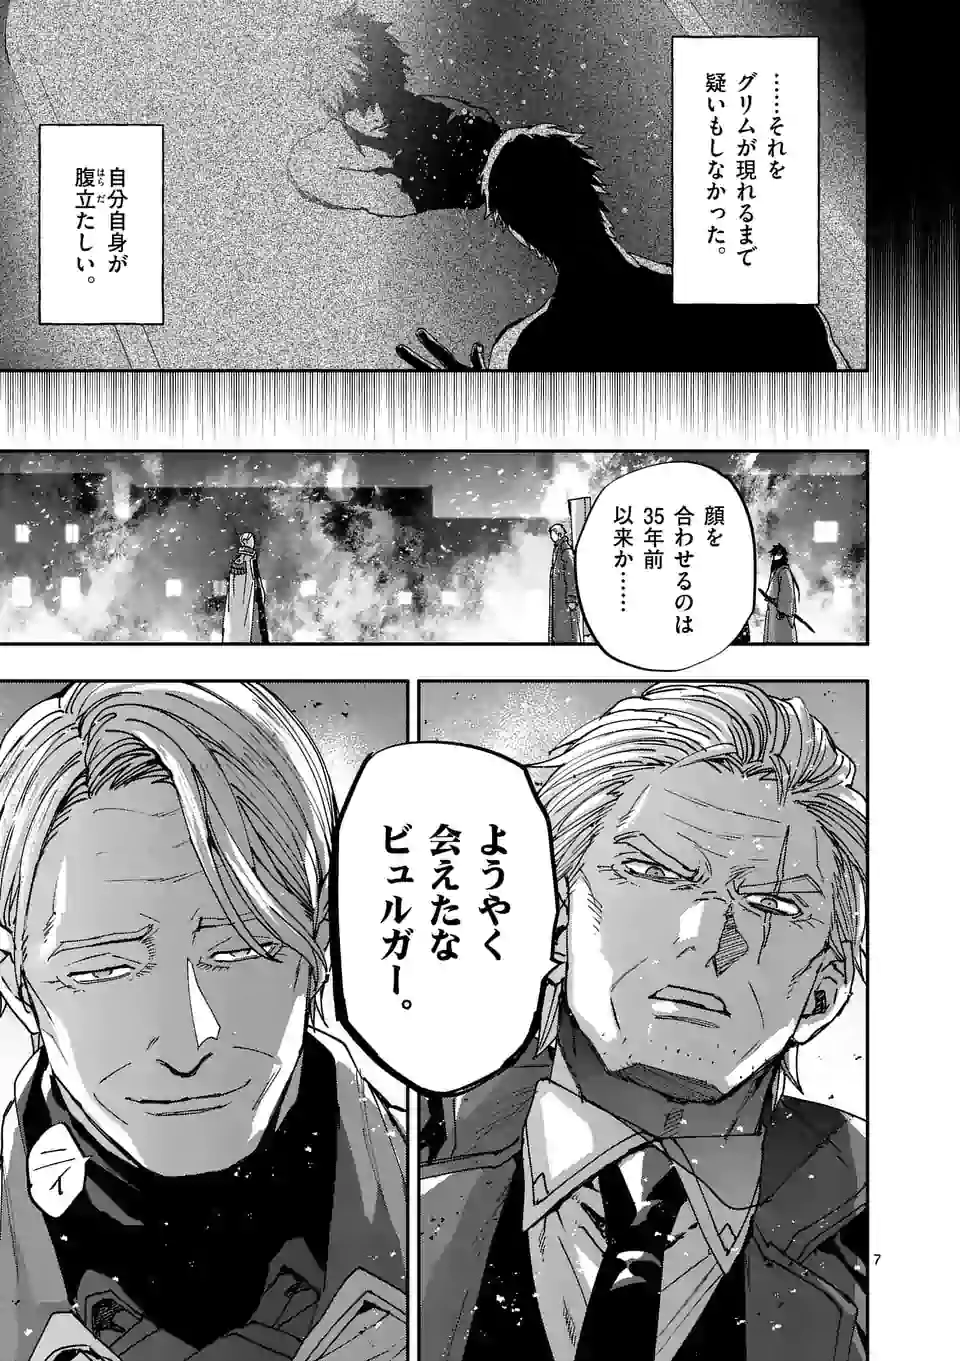 ……それを
グリムが現れるまで
疑いもしなかった。
自分自身が
腹立たしい。
はらだ
顔を
合わせるのは
35年前
以来か……
ようやく
会えたな
ビュルガー。
ニィ
7